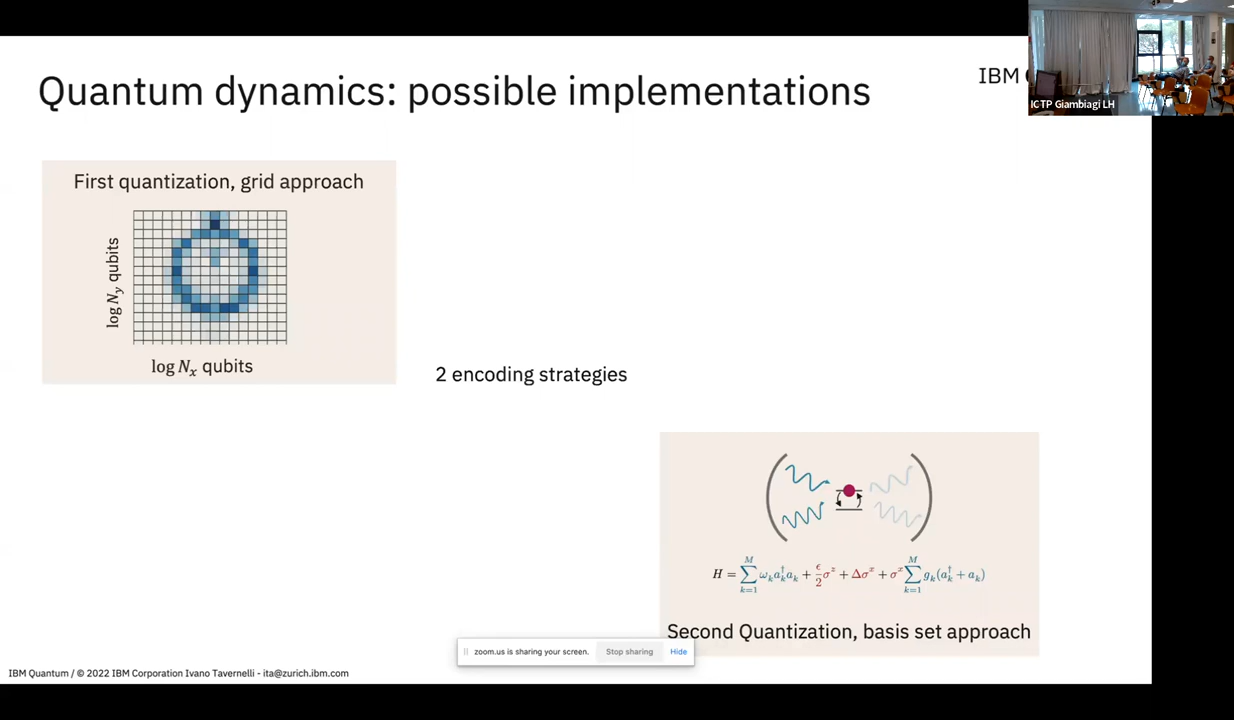 Quantum dynamics: possible implementations
IBM
ICTP Giambiagi LH
First quantization, grid approach
log N_y qubits
log N_x qubits
2 encoding strategies
H = ∑_{k=1}^{M} ω_k a_k^† a_k + ϵ/2 σ^z + Δσ^x + σ^x ∑_{k=1}^{M} g_k(a_k^† + a_k)
Second Quantization, basis set approach
zoom.us is sharing your screen. Stop sharing Hide
IBM Quantum / © 2022 IBM Corporation Ivano Tavernelli - ita@zurich.ibm.com